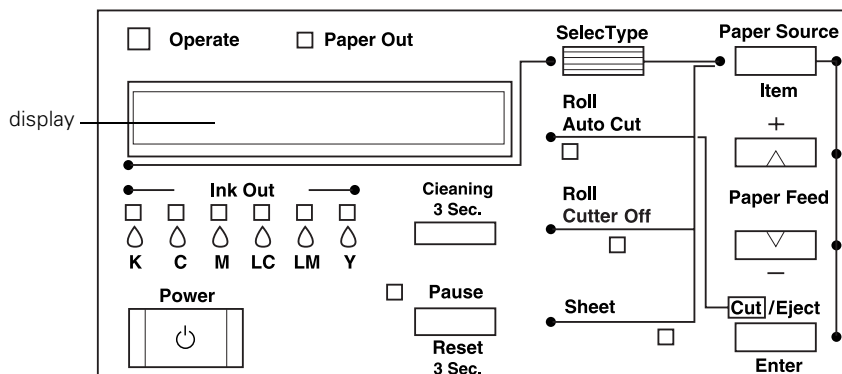 Operate
Paper Out
SelecType
Paper Source
Item
display
Roll
Auto Cut
+
Ink Out
Cleaning
3 Sec.
Roll
Cutter Off
Paper Feed
K C M LC LM Y
−
Power
Pause
Sheet
Cut/Eject
Reset
3 Sec.
Enter